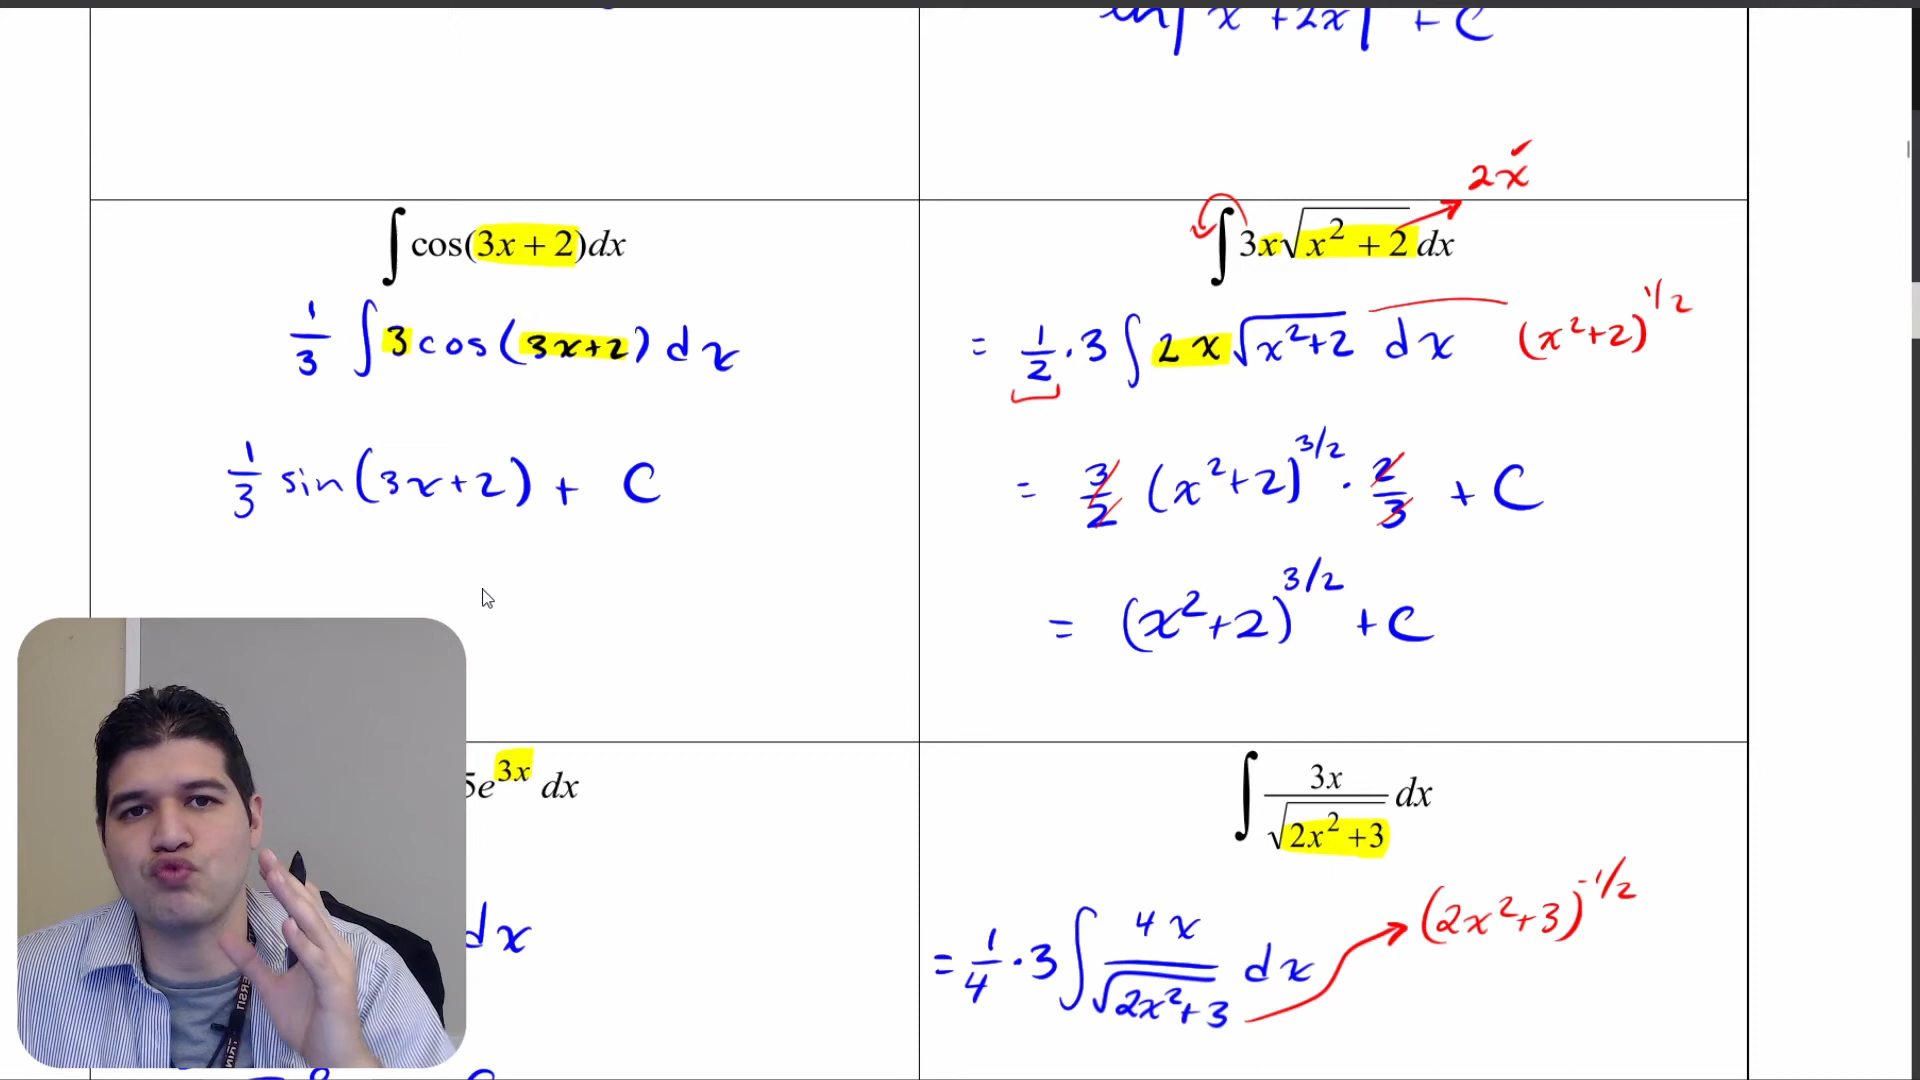 ln|x +2x| + C
2x ✓
∫ cos(3x + 2)dx
1/3 ∫ 3 cos(3x+2) dx
1/3 sin(3x+2) + C
∫ 3x√(x² + 2) dx
= 1/2 · 3 ∫ 2x √(x²+2) dx (x²+2)^1/2
= 3/2 (x²+2)^3/2 · 2/3 + C
= (x²+2)^3/2 + C
5e^3x dx
dx
∫ 3x/√(2x² +3) dx
= 1/4 · 3 ∫ 4x/√(2x²+3) dx (2x²+3)^-1/2